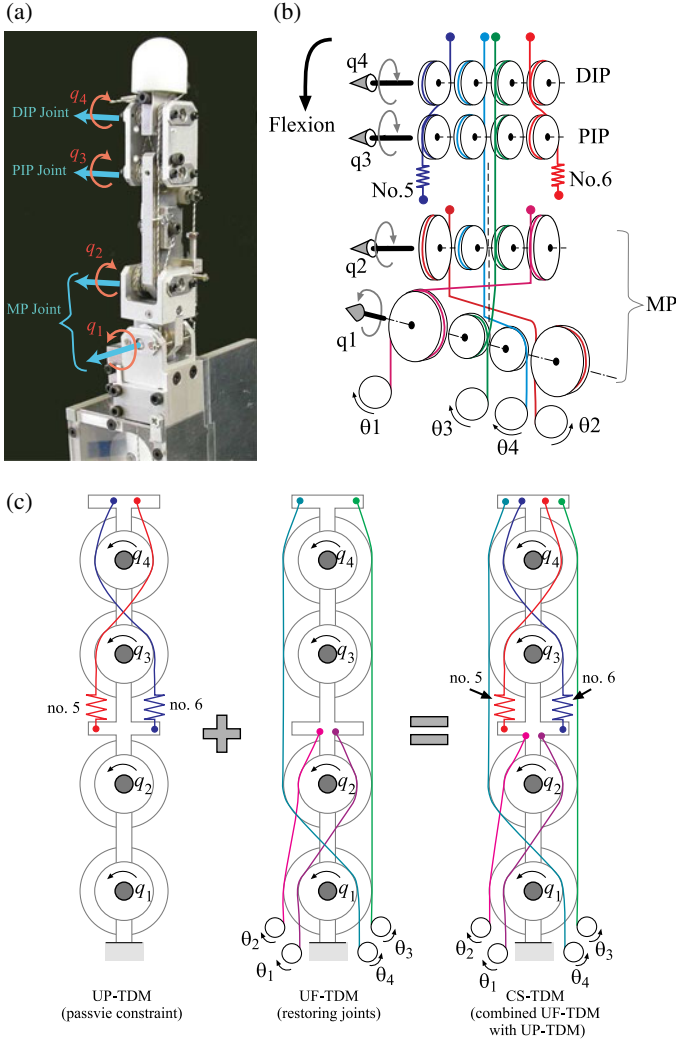 (a)
q4
DIP Joint
q3
PIP Joint
q2
MP Joint
q1
(b)
q4
DIP
Flexion
q3
PIP
No.5
No.6
q2
MP
q1
θ1
θ3
θ4
θ2
(c)
q4
q3
no. 5
no. 6
q2
q1
UP-TDM
(passvie constraint)
q4
q3
q2
q1
θ2
θ1
θ3
θ4
UF-TDM
(restoring joints)
q4
q3
no. 5
no. 6
q2
q1
θ2
θ1
θ3
θ4
CS-TDM
(combined UF-TDM
with UP-TDM)